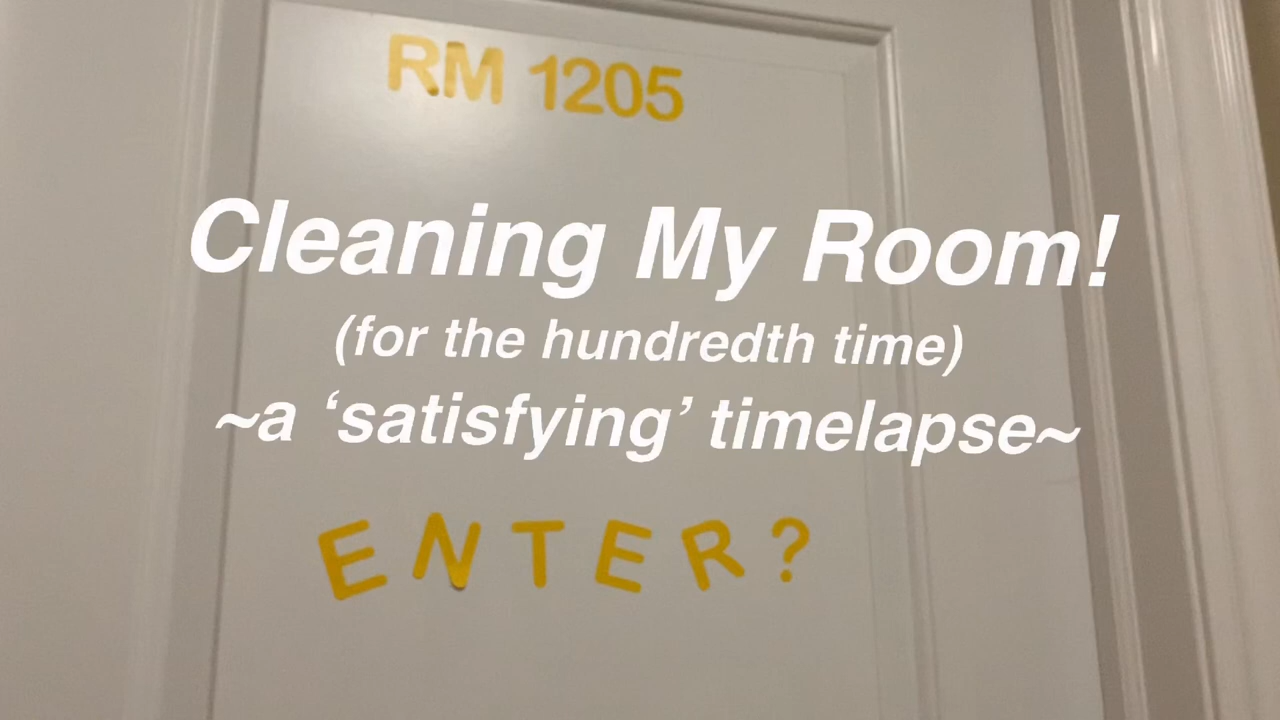 RM 1205
Cleaning My Room!
(for the hundredth time)
~a ‘satisfying’ timelapse~
ENTER?